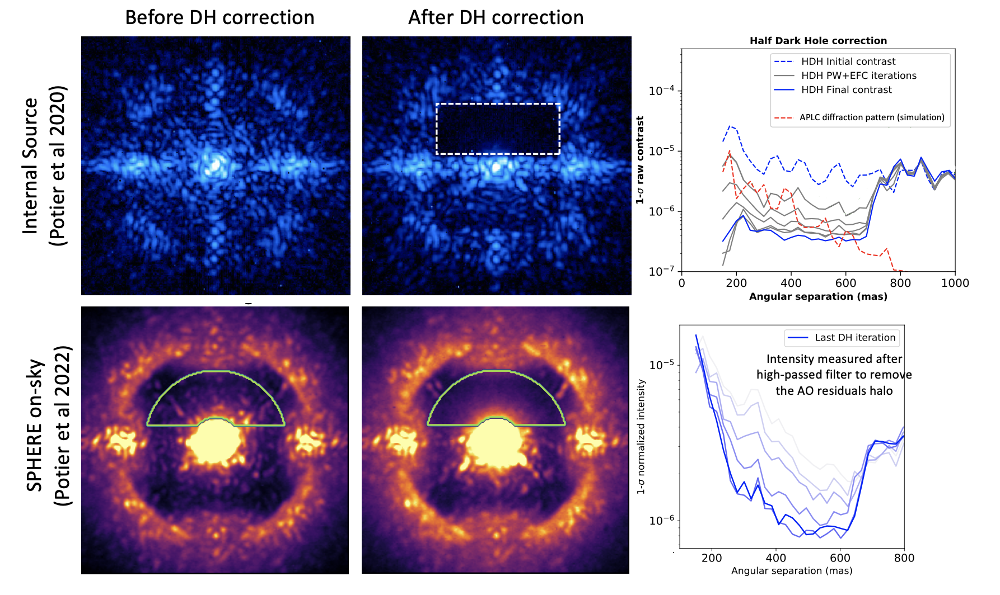 Before DH correction
After DH correction
Internal Source
(Potier et al 2020)
Half Dark Hole correction
HDH Initial contrast
HDH PW+EFC iterations
HDH Final contrast
APLC diffraction pattern (simulation)
1-σ raw contrast
10⁻⁴
10⁻⁵
10⁻⁶
10⁻⁷
0 200 400 600 800 1000
Angular separation (mas)
SPHERE on-sky
(Potier et al 2022)
Last DH iteration
Intensity measured after
high-passed filter to remove
the AO residuals halo
1-σ normalized intensity
10⁻⁵
10⁻⁶
200 400 600 800
Angular separation (mas)